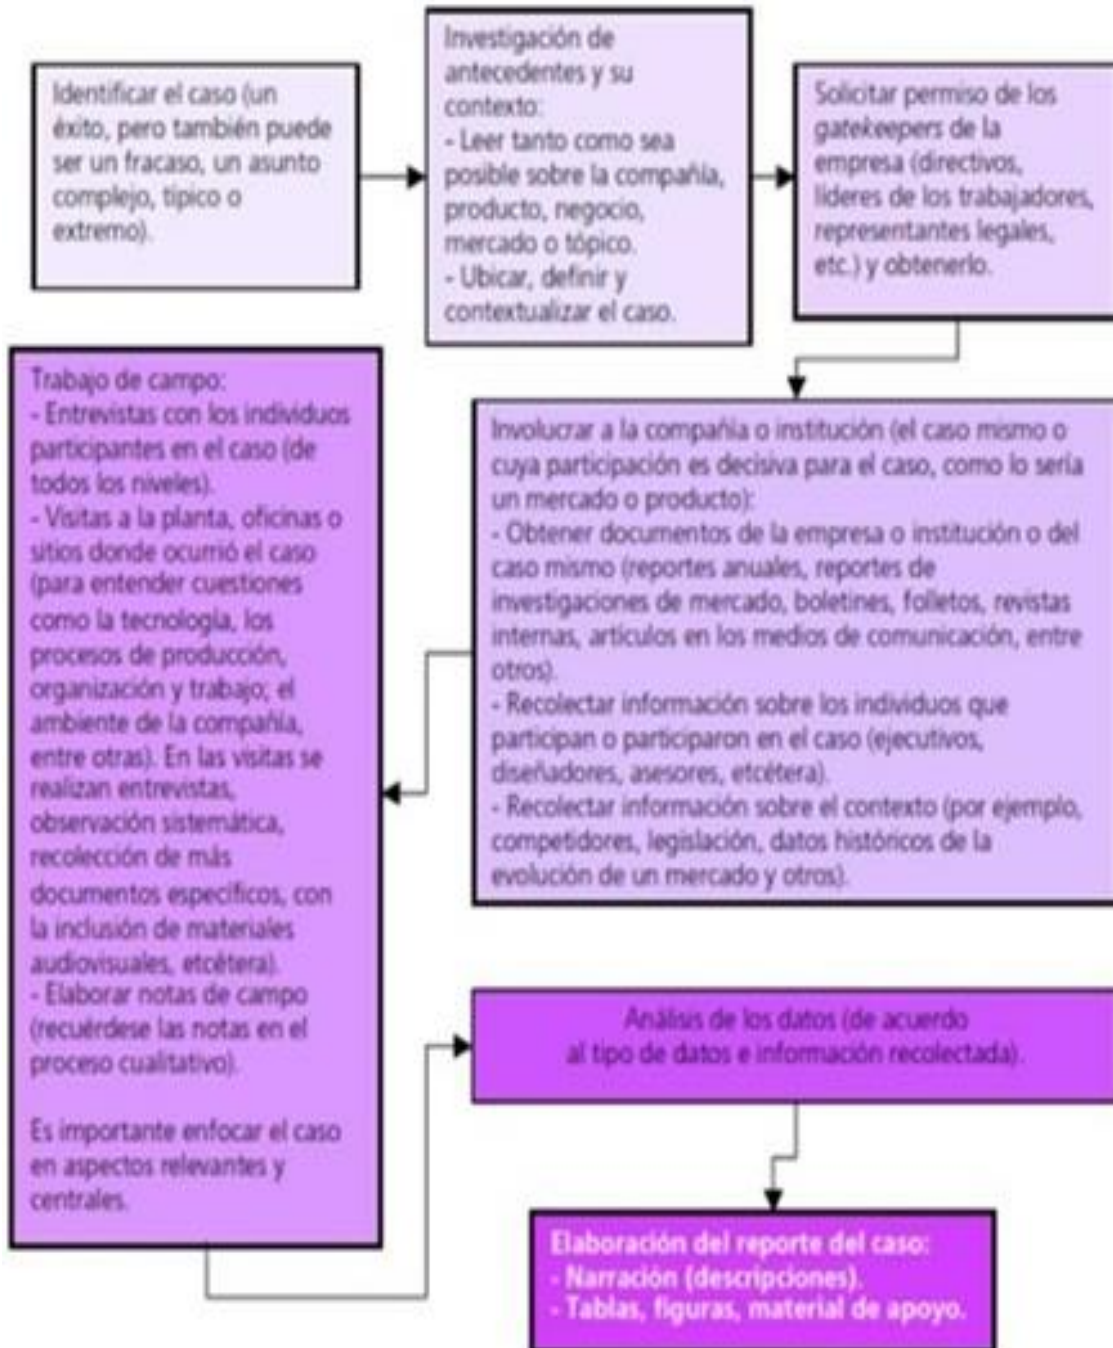 Identificar el caso (un
éxito, pero también puede
ser un fracaso, un asunto
complejo, típico o
extremo).
Investigación de
antecedentes y su
contexto:
- Leer tanto como sea
posible sobre la compañía,
producto, negocio,
mercado o tópico.
- Ubicar, definir y
contextualizar el caso.
Solicitar permiso de los
gatekeepers de la
empresa (directivos,
líderes de los trabajadores,
representantes legales,
etc.) y obtenerlo.
Involucrar a la compañía o institución (el caso mismo o
cuya participación es decisiva para el caso, como lo sería
un mercado o producto):
- Obtener documentos de la empresa o institución o del
caso mismo (reportes anuales, reportes de
investigaciones de mercado, boletines, folletos, revistas
internas, artículos en los medios de comunicación, entre
otros).
- Recolectar información sobre los individuos que
participan o participaron en el caso (ejecutivos,
diseñadores, asesores, etcétera).
- Recolectar información sobre el contexto (por ejemplo,
competidores, legislación, datos históricos de la
evolución de un mercado y otros).
Trabajo de campo:
- Entrevistas con los individuos
participantes en el caso (de
todos los niveles).
- Visitas a la planta, oficinas o
sitios donde ocurrió el caso
(para entender cuestiones
como la tecnología, los
procesos de producción,
organización y trabajo; el
ambiente de la compañía,
entre otras). En las visitas se
realizan entrevistas,
observación sistemática,
recolección de más
documentos específicos, con
la inclusión de materiales
audiovisuales, etcétera).
- Elaborar notas de campo
(recuérdese las notas en el
proceso cualitativo).
Es importante enfocar el caso
en aspectos relevantes y
centrales.
Análisis de los datos (de acuerdo
al tipo de datos e información recolectada).
Elaboración del reporte del caso:
- Narración (descripciones).
- Tablas, figuras, material de apoyo.